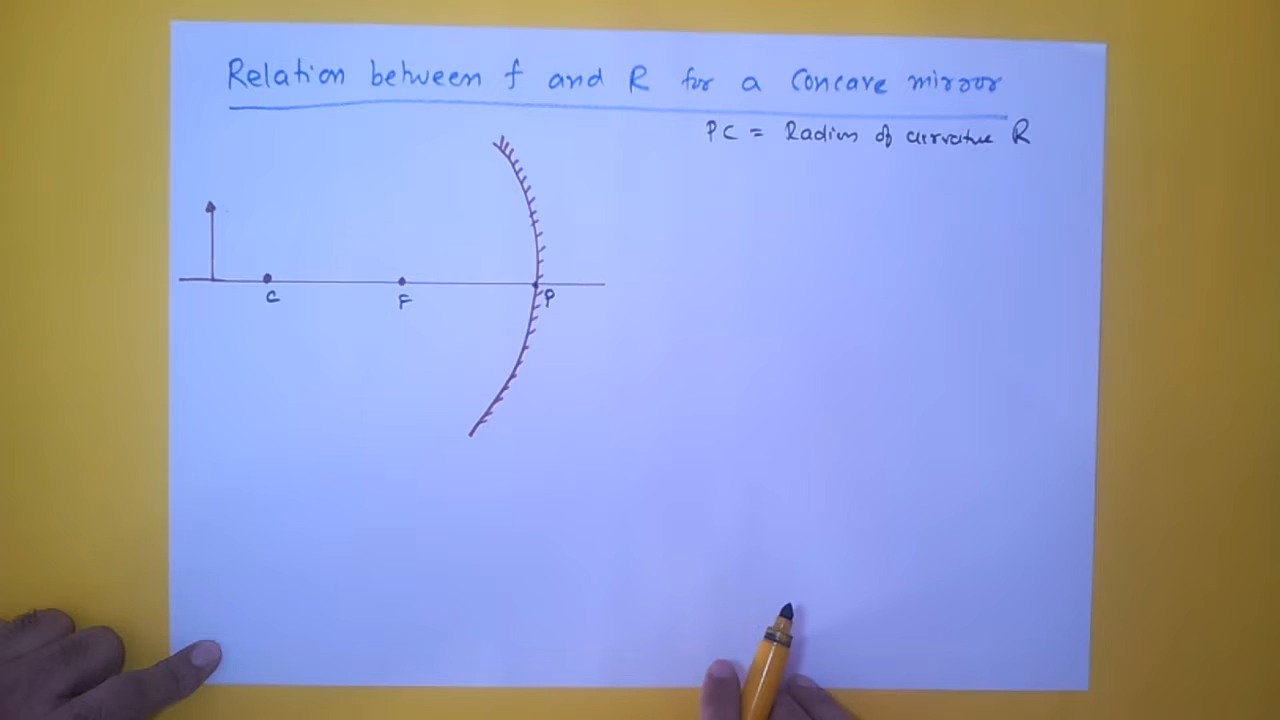 Relation between f and R for a Concave mirror
PC = Radius of curvature R
C F P